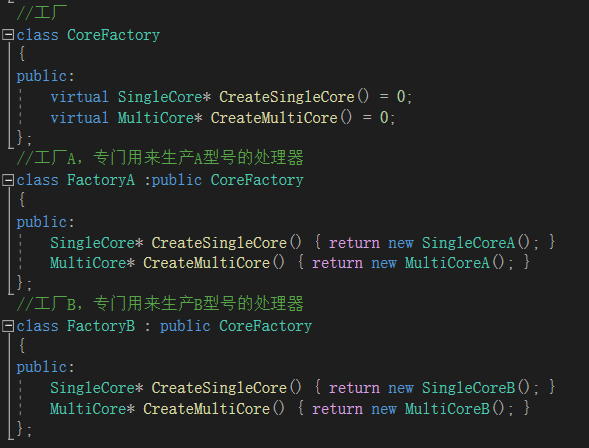 //工厂
class CoreFactory
{
public:
virtual SingleCore* CreateSingleCore() = 0;
virtual MultiCore* CreateMultiCore() = 0;
};
//工厂A，专门用来生产A型号的处理器
class FactoryA :public CoreFactory
{
public:
SingleCore* CreateSingleCore() { return new SingleCoreA(); }
MultiCore* CreateMultiCore() { return new MultiCoreA(); }
};
//工厂B，专门用来生产B型号的处理器
class FactoryB : public CoreFactory
{
public:
SingleCore* CreateSingleCore() { return new SingleCoreB(); }
MultiCore* CreateMultiCore() { return new MultiCoreB(); }
};